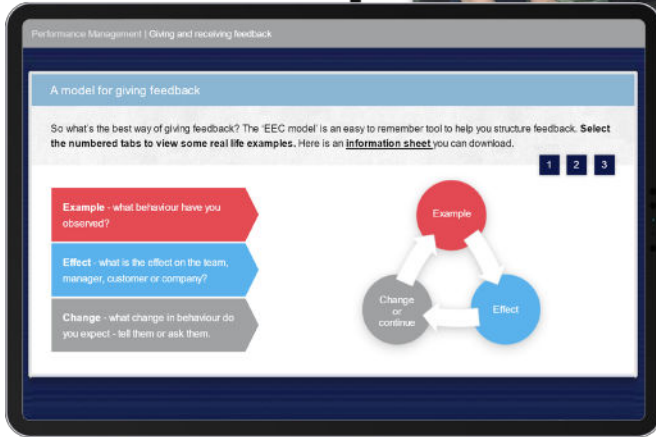 Performance Management | Giving and receiving feedback
A model for giving feedback
So what's the best way of giving feedback? The 'EEC model' is an easy to remember tool to help you structure feedback. Select
the numbered tabs to view some real life examples. Here is an information sheet you can download.
1 2 3
Example - what behaviour have you
observed?
Effect - what is the effect on the team,
manager, customer or company?
Change - what change in behaviour do
you expect - tell them or ask them.
Example
Effect
Change
or
continue